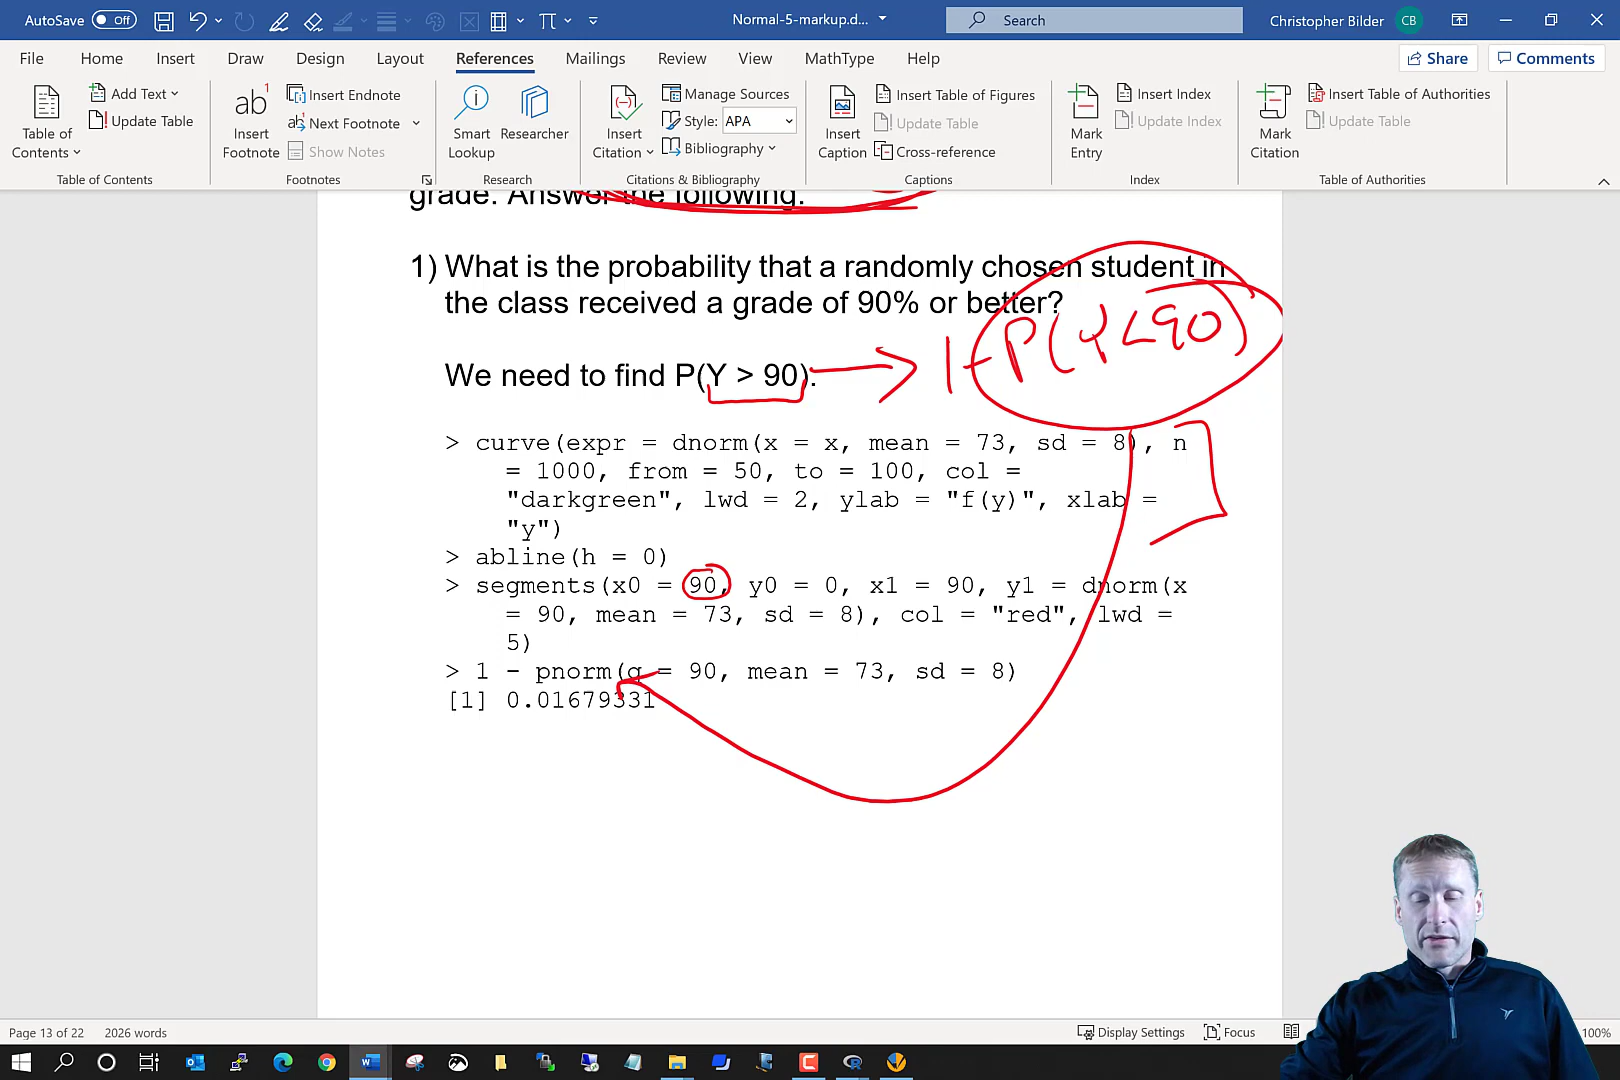 AutoSave Off
Normal-5-markup.d...
Search
Christopher Bilder CB
File Home Insert Draw Design Layout References Mailings Review View MathType Help
Share Comments
Table of Contents
Add Text
Update Table
Table of Contents
ab1 Insert Footnote
Insert Endnote
Next Footnote
Show Notes
Footnotes
Smart Lookup
Researcher
Research
Insert Citation
Manage Sources
Style: APA
Bibliography
Citations & Bibliography
Insert Caption
Insert Table of Figures
Update Table
Cross-reference
Captions
Mark Entry
Insert Index
Update Index
Index
Mark Citation
Insert Table of Authorities
Update Table
Table of Authorities
grade. Answer the following.
1) What is the probability that a randomly chosen student in
the class received a grade of 90% or better?
We need to find P(Y > 90).
1 - P(Y < 90)
> curve(expr = dnorm(x = x, mean = 73, sd = 8), n
= 1000, from = 50, to = 100, col =
"darkgreen", lwd = 2, ylab = "f(y)", xlab =
"y")
> abline(h = 0)
> segments(x0 = 90, y0 = 0, x1 = 90, y1 = dnorm(x
= 90, mean = 73, sd = 8), col = "red", lwd =
5)
> 1 - pnorm(q = 90, mean = 73, sd = 8)
[1] 0.01679331
Page 13 of 22 2026 words
Display Settings Focus 100%